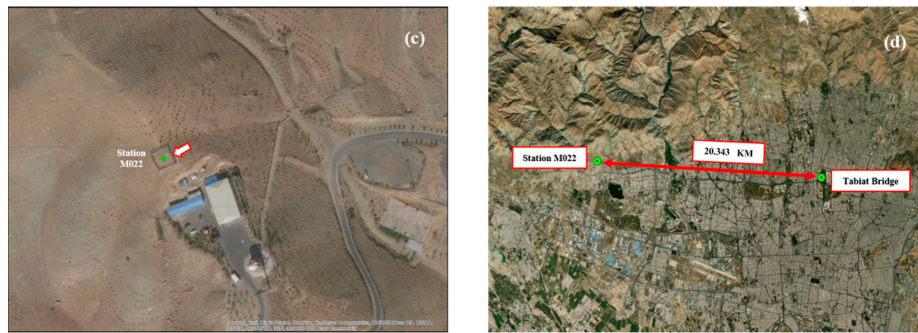 (c)
Station
M022
(d)
20.343 KM
Station M022
Tabiat Bridge